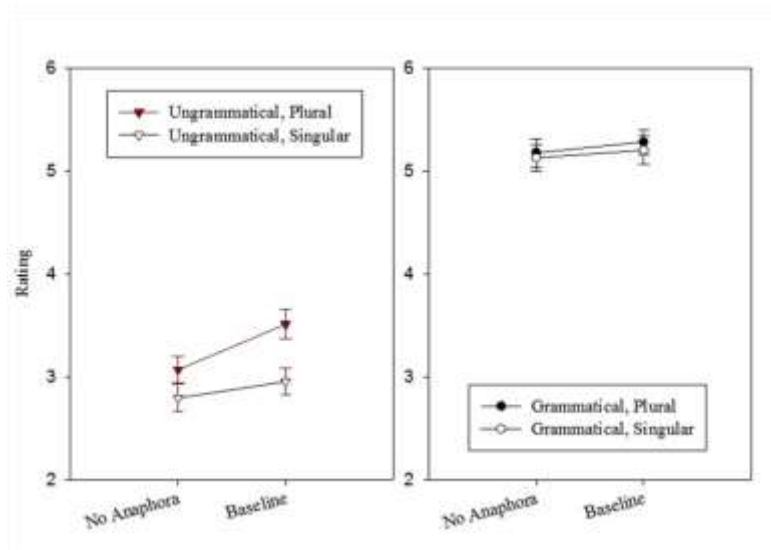 6
5
4
3
2
Rating
Ungrammatical, Plural
Ungrammatical, Singular
No Anaphora
Baseline
6
5
4
3
2
Grammatical, Plural
Grammatical, Singular
No Anaphora
Baseline